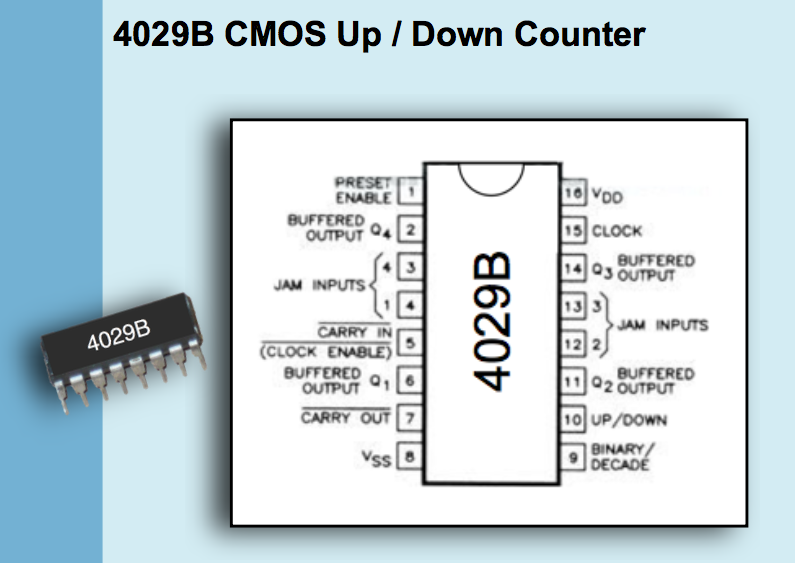 4029B CMOS Up / Down Counter
PRESET
ENABLE
1
BUFFERED
OUTPUT Q4
2
JAM INPUTS
4
3
1
4
CARRY IN
(CLOCK ENABLE)
5
BUFFERED
OUTPUT Q1
6
CARRY OUT
7
VSS
8
4029B
16
VDD
15
CLOCK
14
Q3 BUFFERED
OUTPUT
13
3
12
2
JAM INPUTS
11
Q2 BUFFERED
OUTPUT
10
UP/DOWN
9
BINARY/
DECADE
4029B